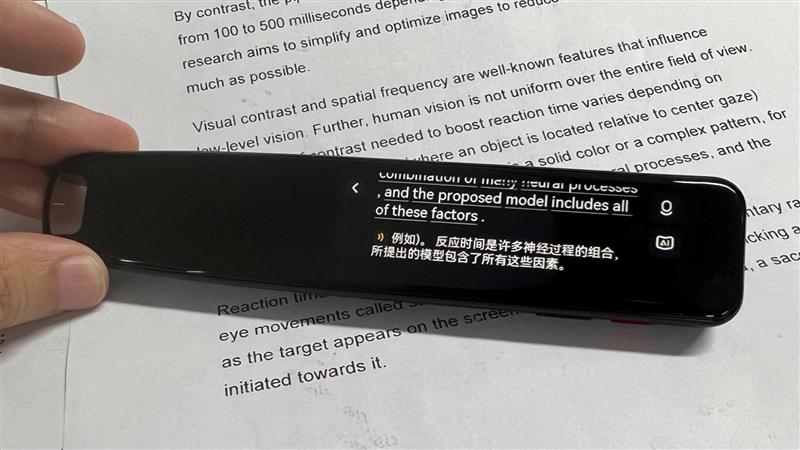 By contrast, the
from 100 to 500 milliseconds
research aims to simplify and optimize images to reduce
much as possible.
Visual contrast and spatial frequency are well-known features that influence
low-level vision. Further, human vision is not uniform over the entire field of view.
contrast needed to boost reaction time varies depending on
where an object is located relative to center gaze)
a solid color or a complex pattern, for
processes, and the
combination of many neural processes
, and the proposed model includes all
of these factors .
例如)。 反应时间是许多神经过程的组合，
所提出的模型包含了所有这些因素。
AI
Reaction time
eye movements called
as the target appears on the screen
initiated towards it.